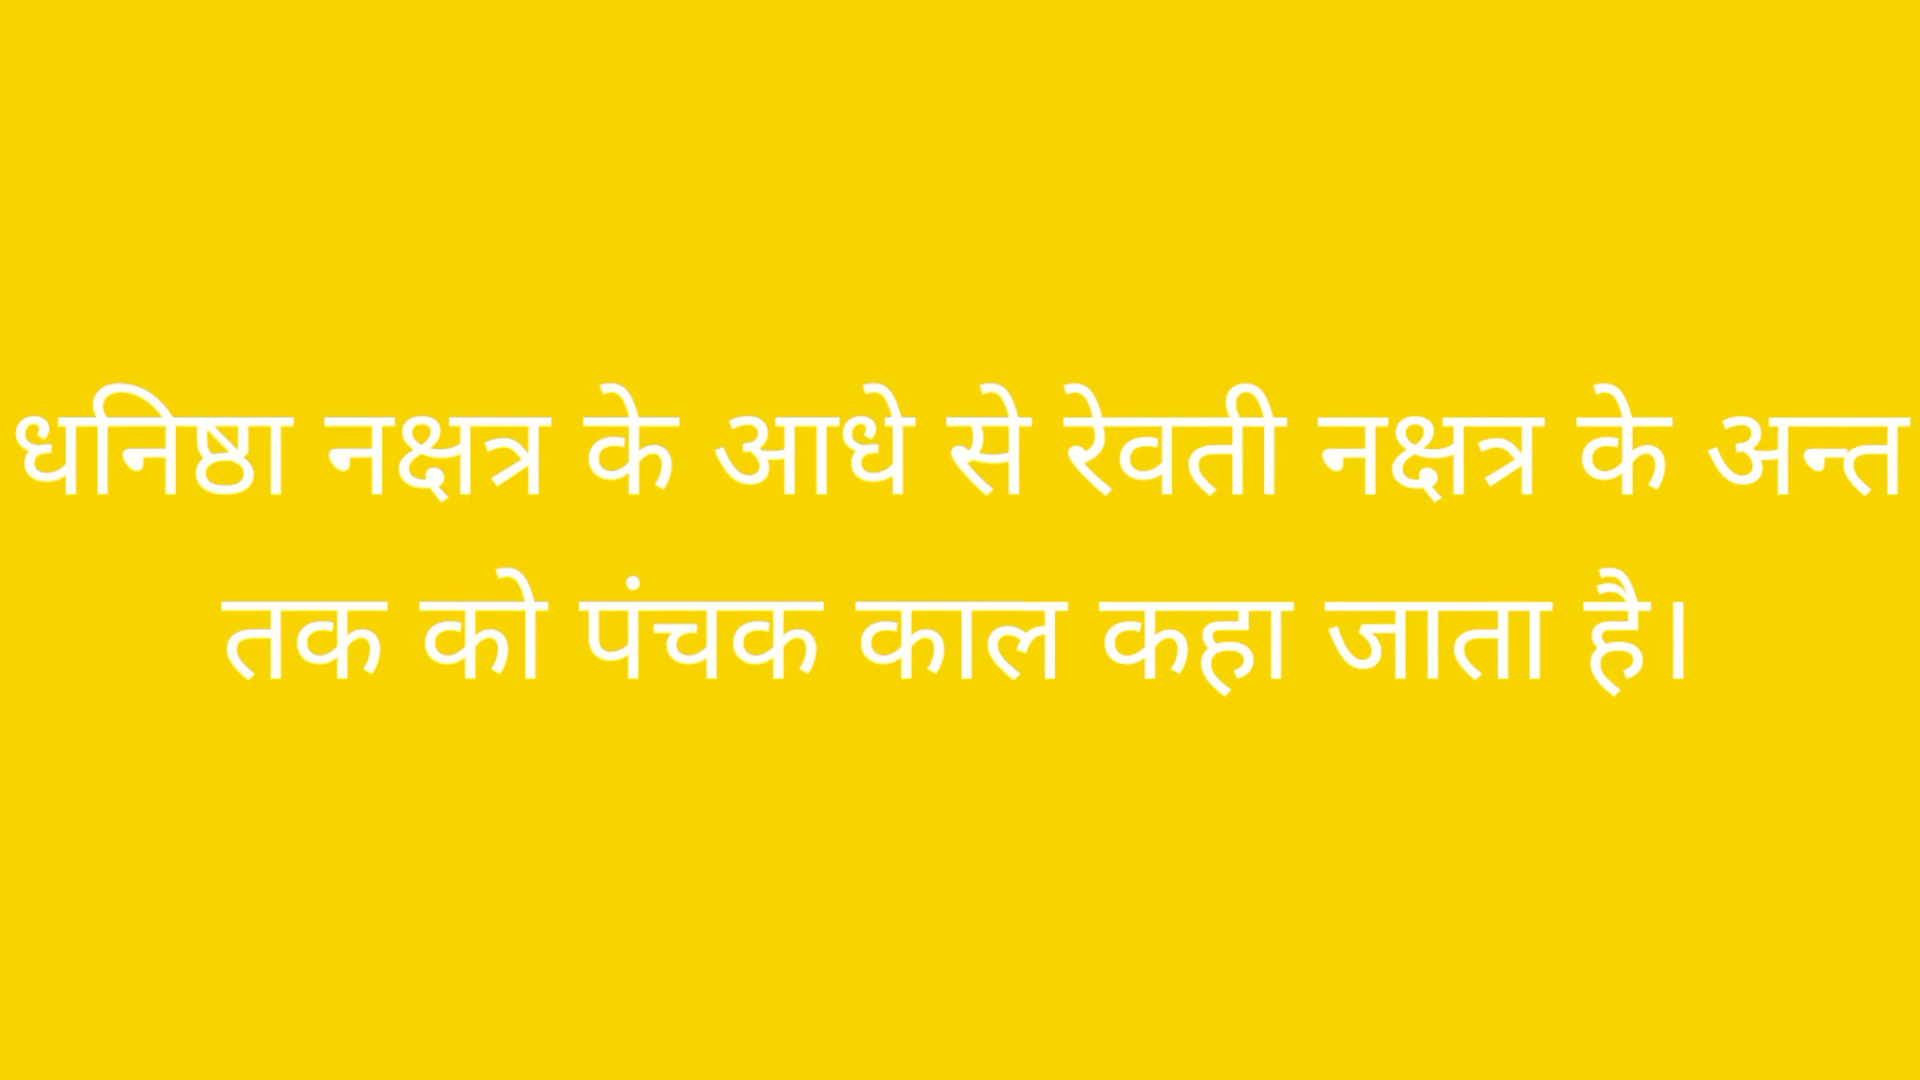 धनिष्ठा नक्षत्र के आधे से रेवती नक्षत्र के अन्त
तक को पंचक काल कहा जाता है।